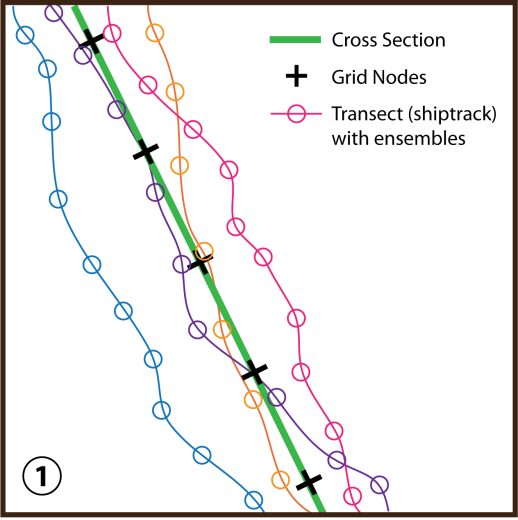 Cross Section
Grid Nodes
Transect (shiptrack)
with ensembles
1